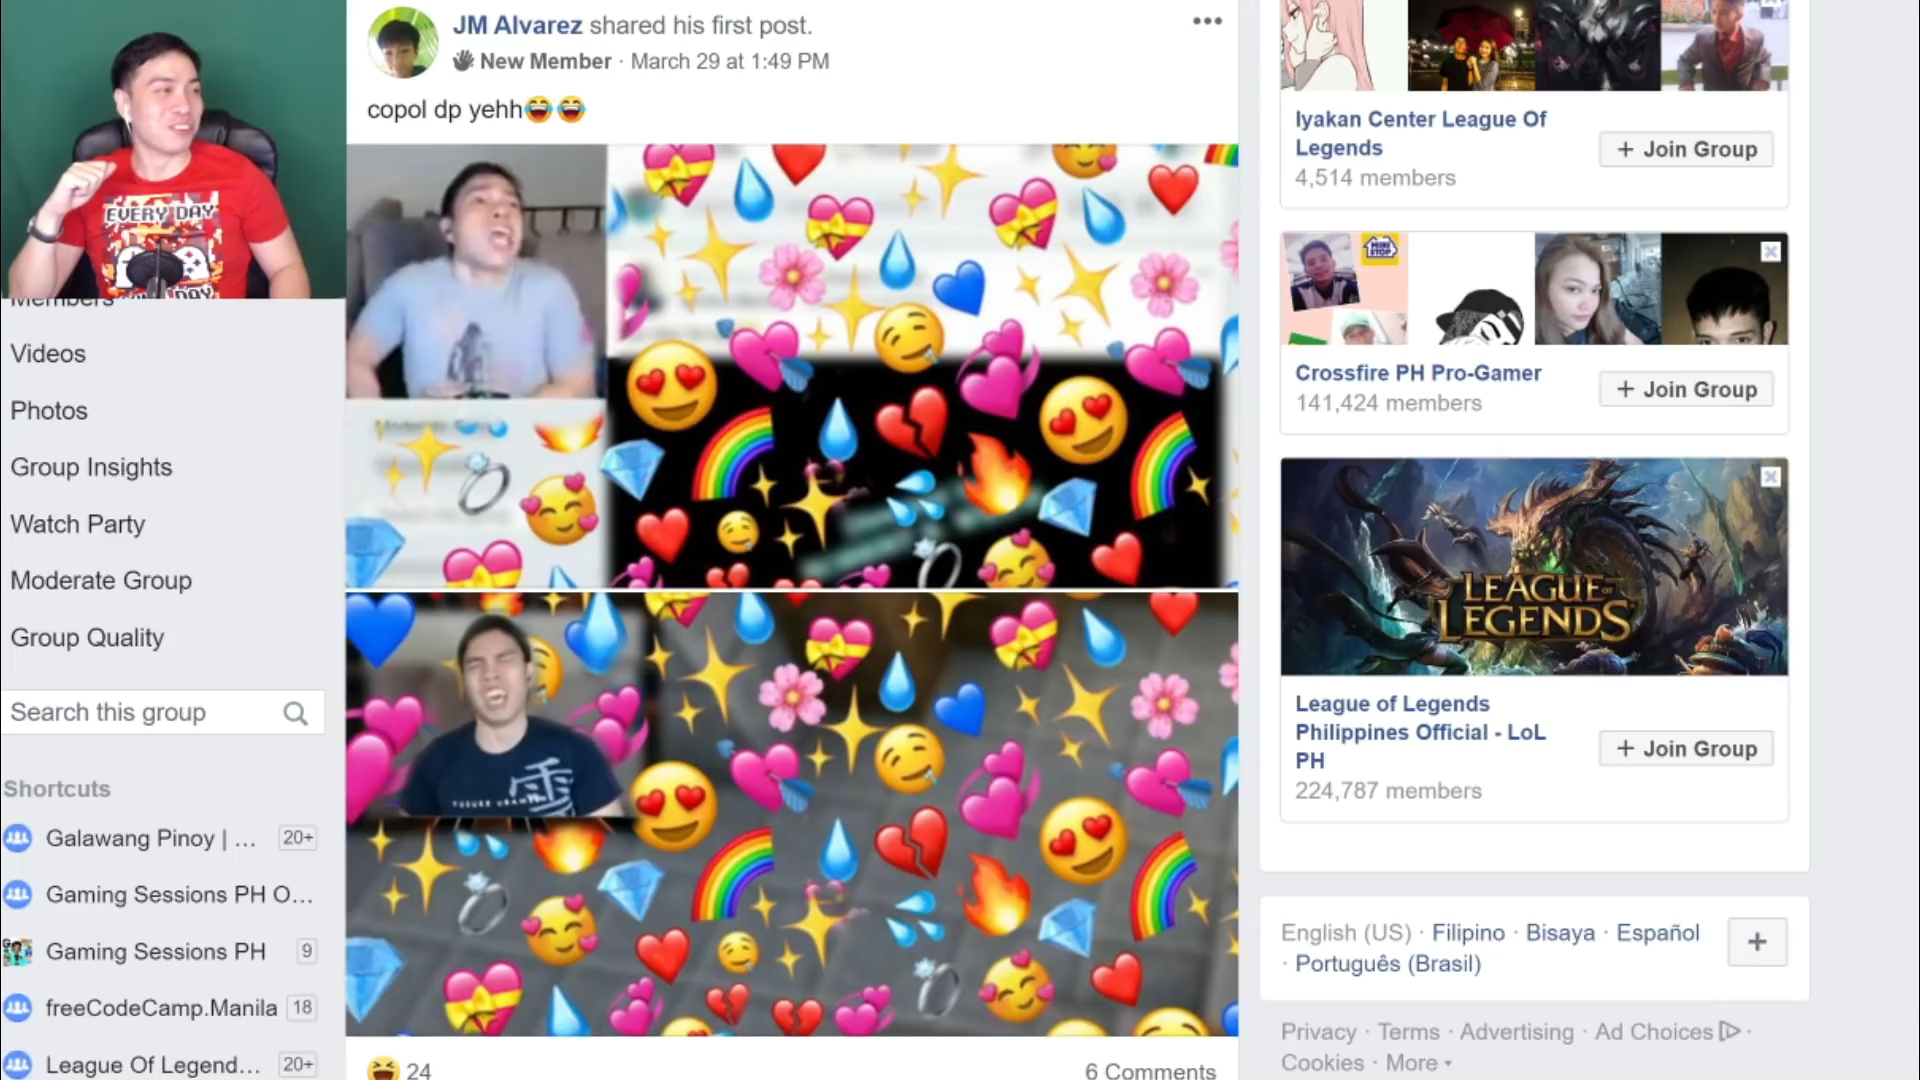 JM Alvarez shared his first post.
New Member · March 29 at 1:49 PM
copol dp yehh😂😂
EVERY DAY
DAY
Members
Videos
Photos
Group Insights
Watch Party
Moderate Group
Group Quality
Search this group
Shortcuts
Galawang Pinoy | ... 20+
Gaming Sessions PH O...
Gaming Sessions PH 9
freeCodeCamp.Manila 18
League Of Legend... 20+
24
6 Comments
Iyakan Center League Of
Legends
4,514 members
+ Join Group
MINI
STOP
Crossfire PH Pro-Gamer
141,424 members
+ Join Group
LEAGUE OF
LEGENDS
League of Legends
Philippines Official - LoL
PH
224,787 members
+ Join Group
English (US) · Filipino · Bisaya · Español
· Português (Brasil)
+
Privacy · Terms · Advertising · Ad Choices ·
Cookies · More